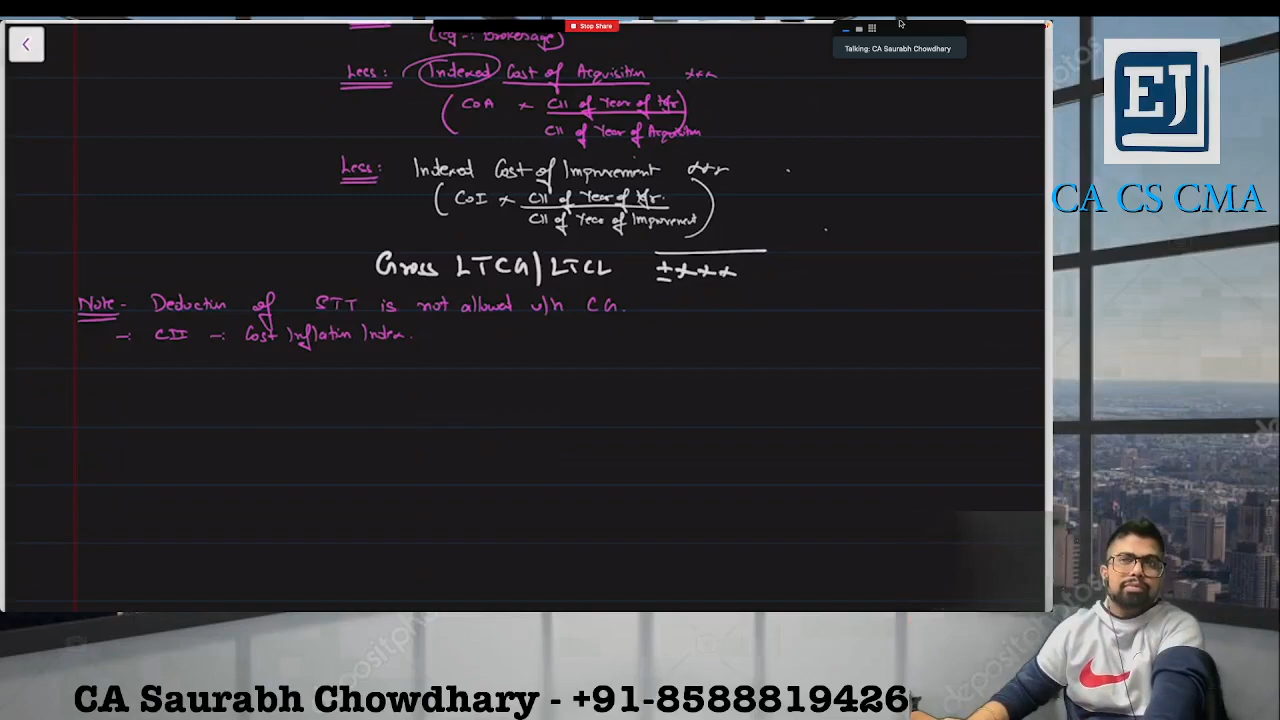 Stop Share
Talking: CA Saurabh Chowdhary
(eg -: Brokerage)
Less: Indexed Cost of Acquisition ***
(COA × CII of Year of tfr)
CII of Year of Acquisition
Less: Indexed Cost of Improvement ***
(COI × CII of Year of tfr.)
CII of Year of Improvement
Gross LTCG | LTCL ±****
Note- Deduction of STT is not allowed u/h CG.
-: CII -: Cost Inflation Index.
EJ
CA CS CMA
CA Saurabh Chowdhary - +91-8588819426